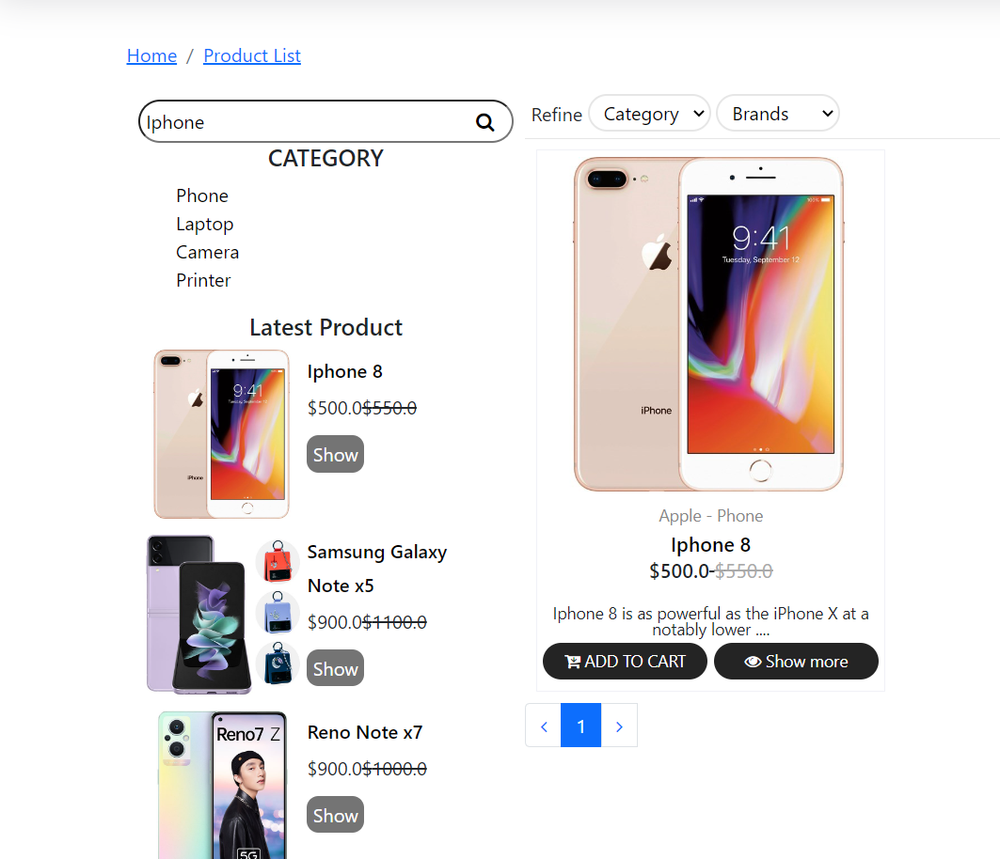 Home / Product List
Iphone
Refine Category Brands
CATEGORY
Phone
Laptop
Camera
Printer
Latest Product
9:41
iPhone
Iphone 8
$500.0$550.0
Show
Samsung Galaxy
Note x5
$900.0$1100.0
Show
Reno7 Z
5G
Reno Note x7
$900.0$1000.0
Show
100%
9:41
Tuesday, September 12
iPhone
Apple - Phone
Iphone 8
$500.0 $550.0
Iphone 8 is as powerful as the iPhone X at a
notably lower ....
ADD TO CART Show more
< 1 >